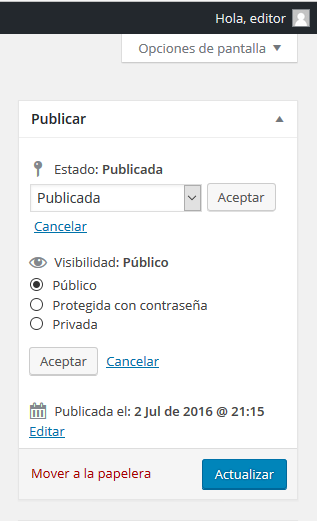 Hola, editor
Opciones de pantalla
Publicar
Estado: Publicada
Publicada
Aceptar
Cancelar
Visibilidad: Público
Público
Protegida con contraseña
Privada
Aceptar Cancelar
Publicada el: 2 Jul de 2016 @ 21:15
Editar
Mover a la papelera
Actualizar